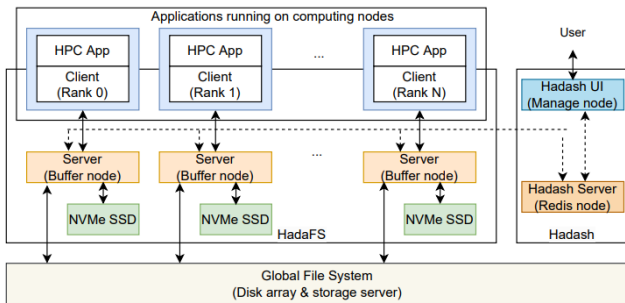 Applications running on computing nodes
User
HPC App
HPC App
...
HPC App
Client
(Rank 0)
Client
(Rank 1)
Client
(Rank N)
Hadash UI
(Manage node)
Server
(Buffer node)
Server
(Buffer node)
...
Server
(Buffer node)
Hadash Server
(Redis node)
NVMe SSD
NVMe SSD
NVMe SSD
HadaFS
Hadash
Global File System
(Disk array & storage server)